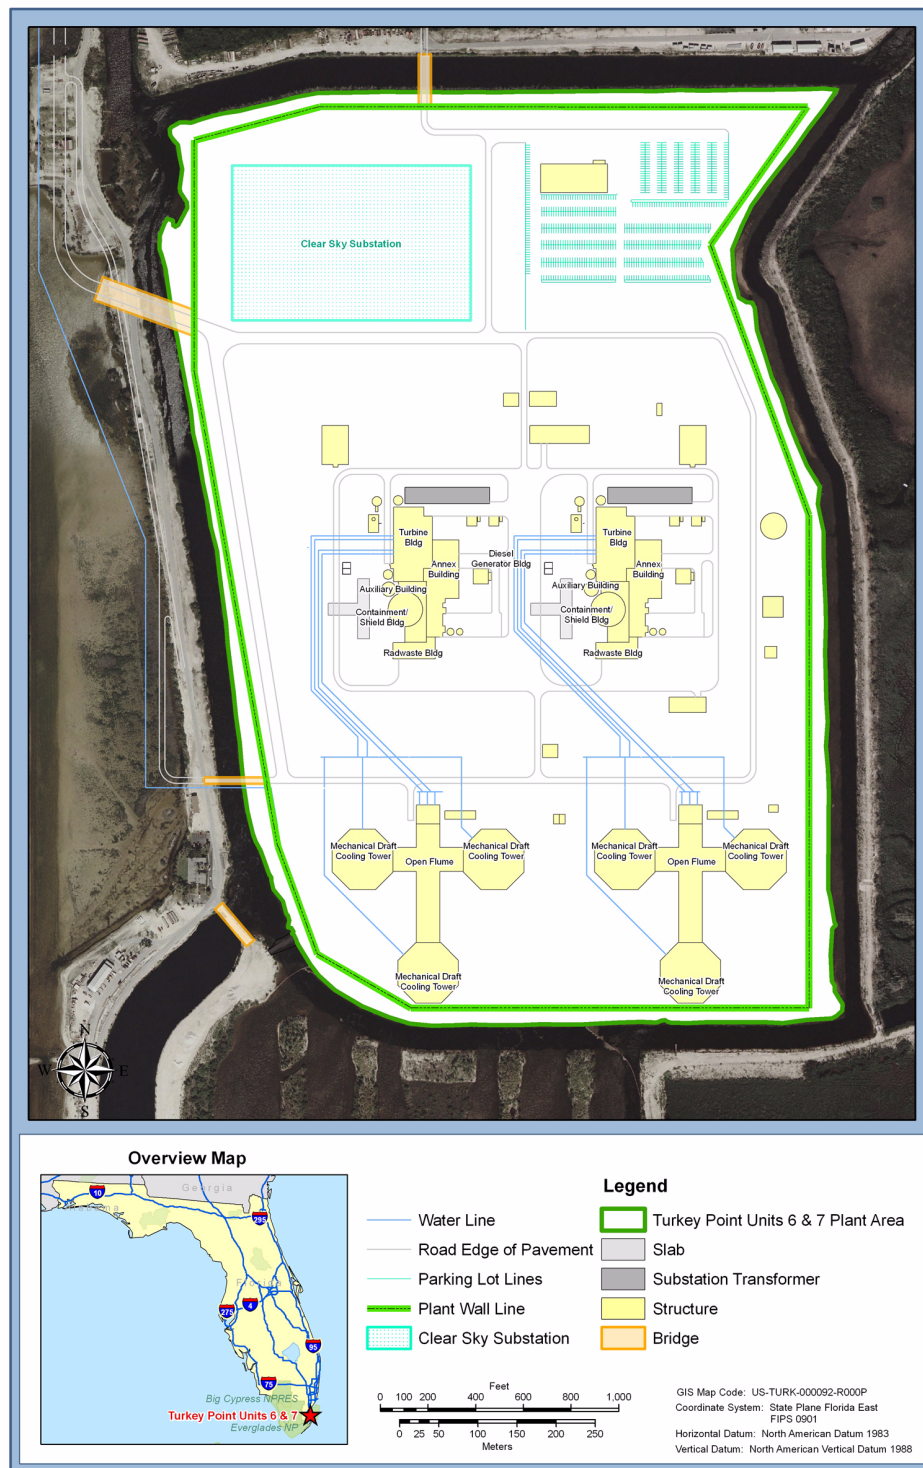 Clear Sky Substation
Turbine
Bldg
Annex
Building
Diesel
Generator Bldg
Turbine
Bldg
Annex
Building
Auxiliary Building
Containment/
Shield Bldg
Radwaste Bldg
Auxiliary Building
Containment/
Shield Bldg
Radwaste Bldg
Mechanical Draft
Cooling Tower
Open Flume
Mechanical Draft
Cooling Tower
Mechanical Draft
Cooling Tower
Open Flume
Mechanical Draft
Cooling Tower
Mechanical Draft
Cooling Tower
Mechanical Draft
Cooling Tower
N
W E
S
Overview Map
Georgia
10
295
Florida
4
275
95
75
Big Cypress NPRES
Turkey Point Units 6 & 7
Everglades NP
Legend
Water Line
Road Edge of Pavement
Parking Lot Lines
Plant Wall Line
Clear Sky Substation
Turkey Point Units 6 & 7 Plant Area
Slab
Substation Transformer
Structure
Bridge
Feet
0 100 200 400 600 800 1,000
0 25 50 100 150 200 250
Meters
GIS Map Code: US-TURK-000092-R000P
Coordinate System: State Plane Florida East
FIPS 0901
Horizontal Datum: North American Datum 1983
Vertical Datum: North American Vertical Datum 1988